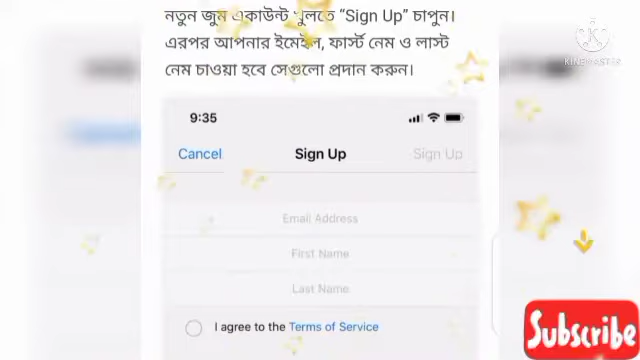 নতুন জুম একাউন্ট খুলতে “Sign Up” চাপুন।
এরপর আপনার ইমেইল, ফার্স্ট নেম ও লাস্ট
নেম চাওয়া হবে সেগুলো প্রদান করুন।
KINEMASTER
9:35
Cancel Sign Up Sign Up
Email Address
First Name
Last Name
I agree to the Terms of Service
Subscribe